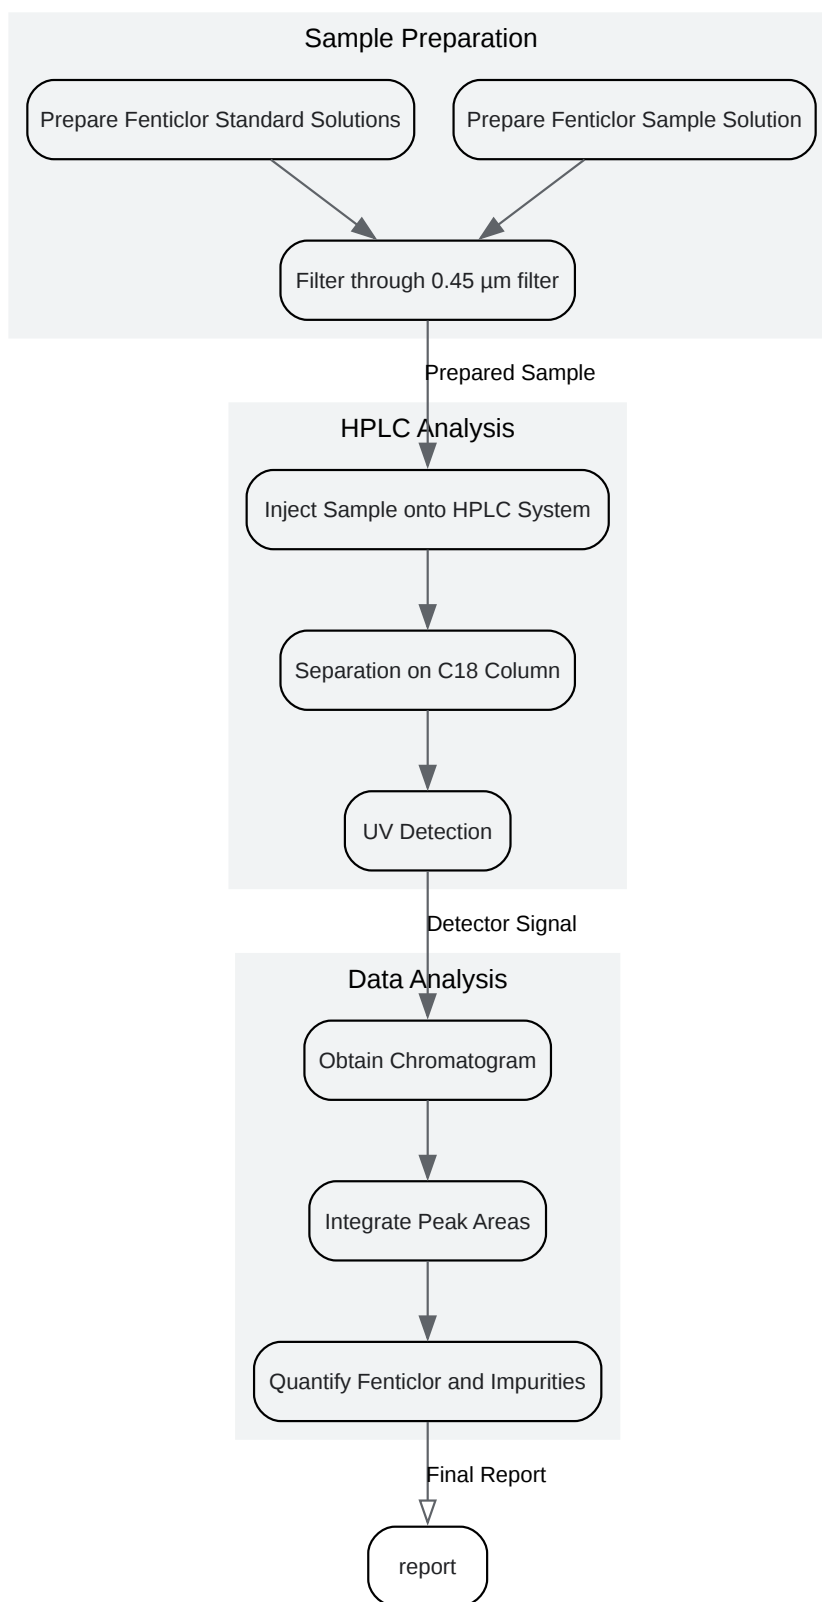 Sample Preparation
Prepare Fenticlor Standard Solutions
Prepare Fenticlor Sample Solution
Filter through 0.45 µm filter
Prepared Sample
HPLC Analysis
Inject Sample onto HPLC System
Separation on C18 Column
UV Detection
Detector Signal
Data Analysis
Obtain Chromatogram
Integrate Peak Areas
Quantify Fenticlor and Impurities
Final Report
report